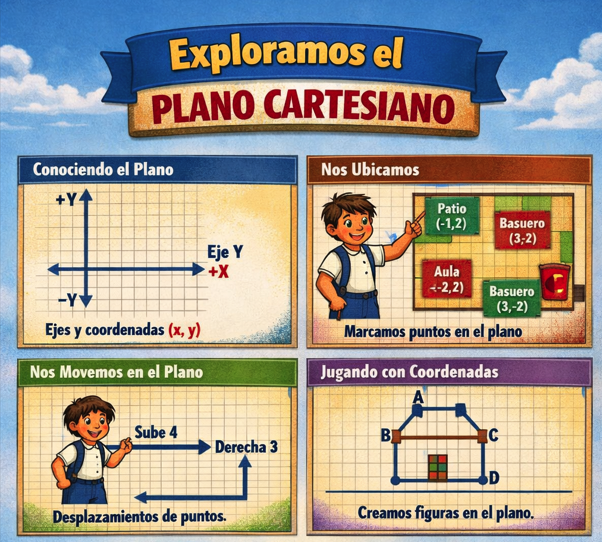 Exploramos el
PLANO CARTESIANO
Conociendo el Plano
+Y
Eje Y
+X
−Y
Ejes y coordenadas (x, y)
Nos Ubicamos
Patio
(-1,2)
Basuero
(3,-2)
Aula
(-2,2)
Basuero
(3,-2)
Marcamos puntos en el plano
Nos Movemos en el Plano
Sube 4
Derecha 3
Desplazamientos de puntos.
Jugando con Coordenadas
A
B
C
D
Creamos figuras en el plano.